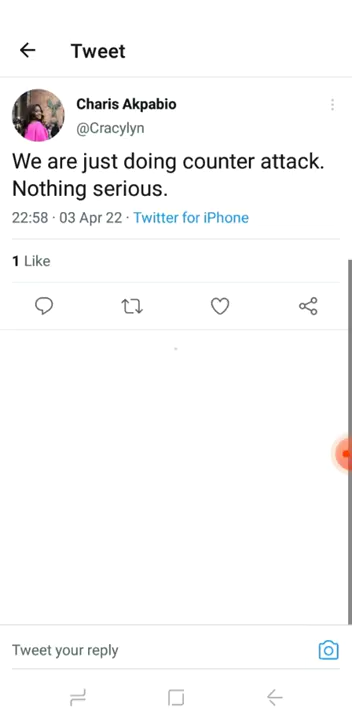 Tweet
Charis Akpabio
@Cracylyn
We are just doing counter attack.
Nothing serious.
22:58 · 03 Apr 22 · Twitter for iPhone
1 Like
Tweet your reply